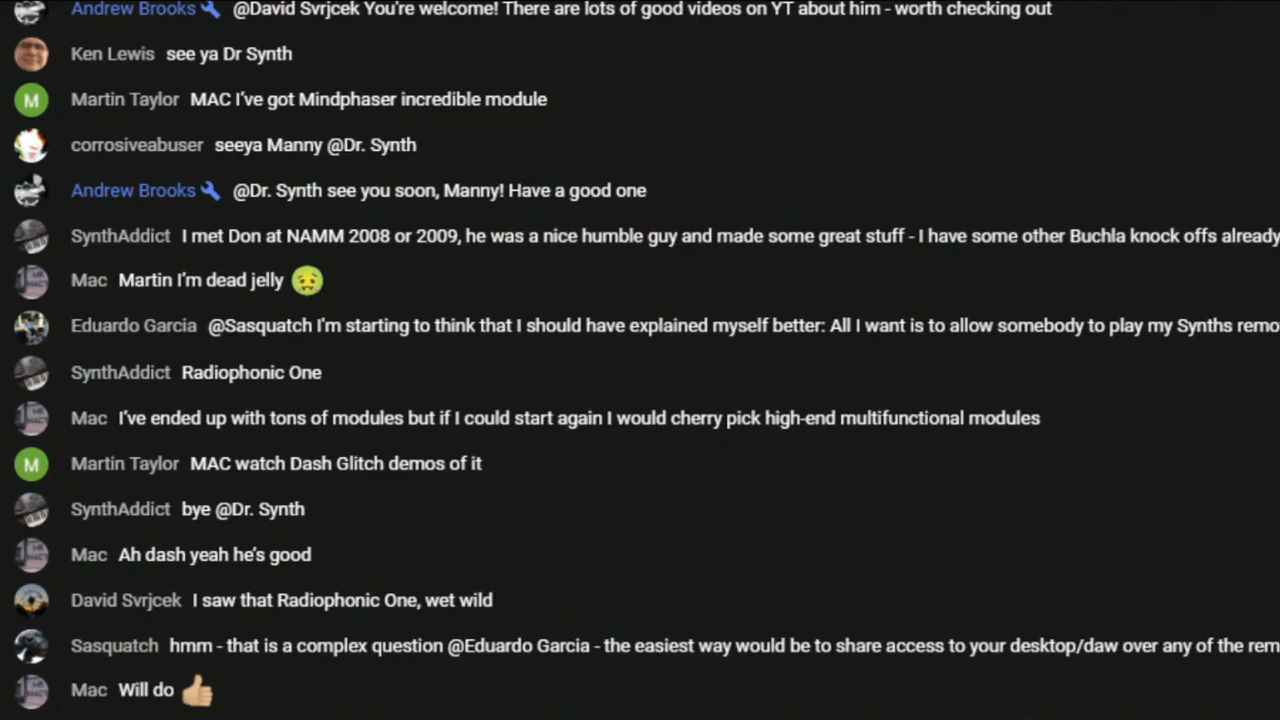 Andrew Brooks @David Svrjcek You're welcome! There are lots of good videos on YT about him - worth checking out
Ken Lewis see ya Dr Synth
M Martin Taylor MAC I've got Mindphaser incredible module
corrosiveabuser seeya Manny @Dr. Synth
Andrew Brooks @Dr. Synth see you soon, Manny! Have a good one
SynthAddict I met Don at NAMM 2008 or 2009, he was a nice humble guy and made some great stuff - I have some other Buchla knock offs already
Mac Martin I'm dead jelly 🤢
Eduardo Garcia @Sasquatch I'm starting to think that I should have explained myself better: All I want is to allow somebody to play my Synths remo
SynthAddict Radiophonic One
Mac I've ended up with tons of modules but if I could start again I would cherry pick high-end multifunctional modules
M Martin Taylor MAC watch Dash Glitch demos of it
SynthAddict bye @Dr. Synth
Mac Ah dash yeah he's good
David Svrjcek I saw that Radiophonic One, wet wild
Sasquatch hmm - that is a complex question @Eduardo Garcia - the easiest way would be to share access to your desktop/daw over any of the rem
Mac Will do 👍🏼